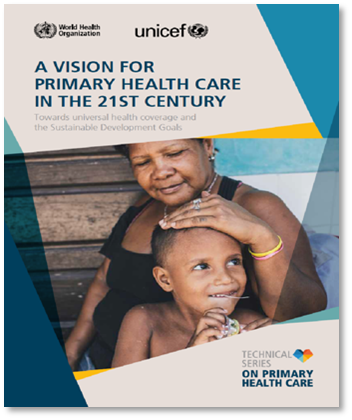 World Health
Organization
unicef
A VISION FOR
PRIMARY HEALTH CARE
IN THE 21ST CENTURY
Towards universal health coverage and
the Sustainable Development Goals
TECHNICAL
SERIES
ON PRIMARY
HEALTH CARE